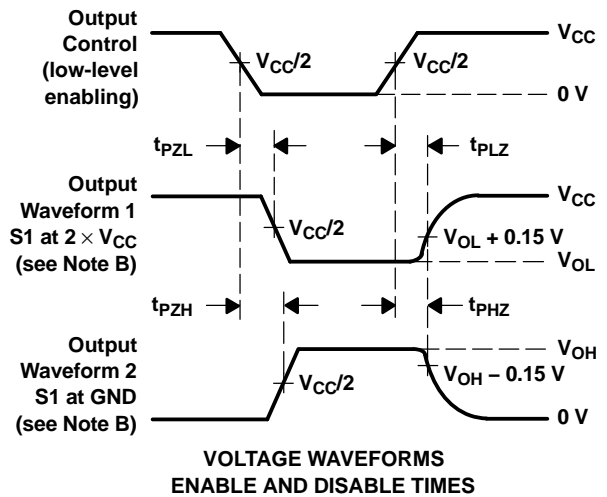 Output
Control
(low-level
enabling)
VCC/2
VCC/2
VCC
0 V
tPZL
tPLZ
Output
Waveform 1
S1 at 2 × VCC
(see Note B)
VCC/2
VCC
VOL + 0.15 V
VOL
tPZH
tPHZ
Output
Waveform 2
S1 at GND
(see Note B)
VCC/2
VOH
VOH − 0.15 V
0 V
VOLTAGE WAVEFORMS
ENABLE AND DISABLE TIMES